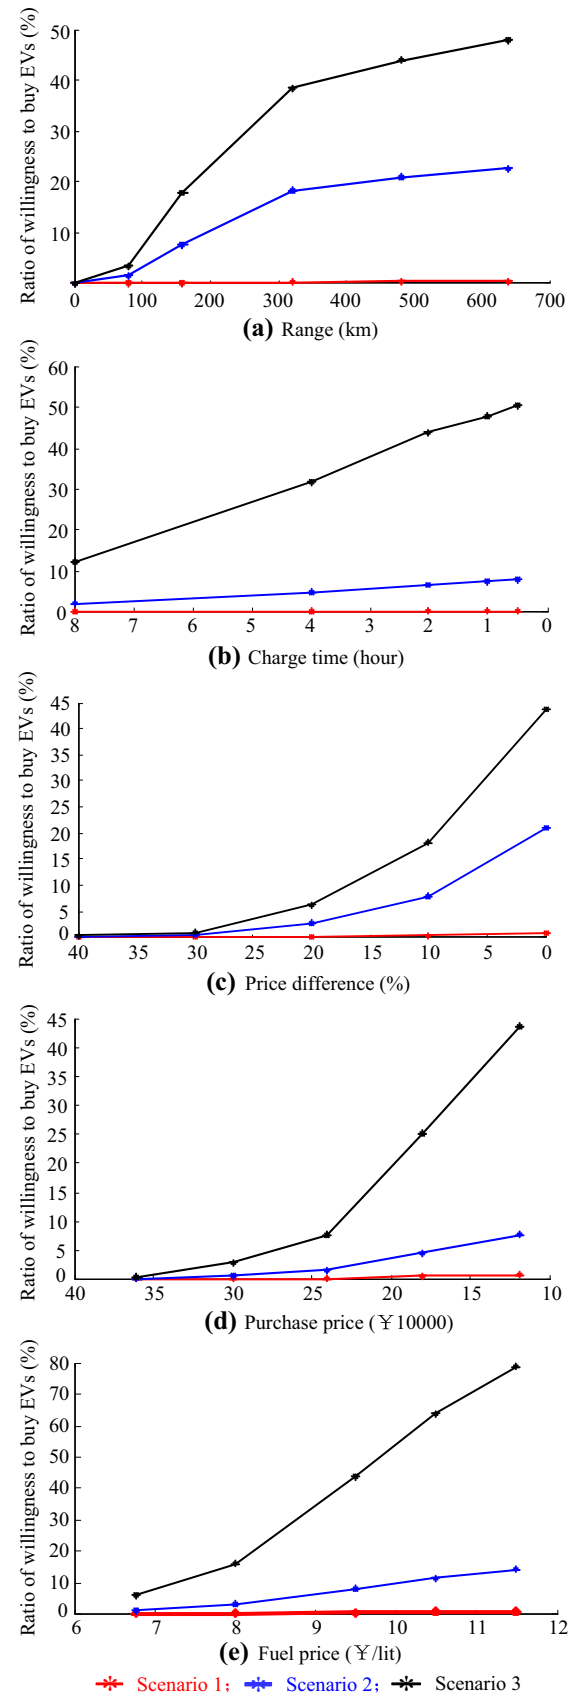 Ratio of willingness to buy EVs (%)
50
40
30
20
10
0 100 200 300 400 500 600 700
(a) Range (km)
Ratio of willingness to buy EVs (%)
60
50
40
30
20
10
0
8 7 6 5 4 3 2 1 0
(b) Charge time (hour)
Ratio of willingness to buy EVs (%)
45
40
35
30
25
20
15
10
5
0
40 35 30 25 20 15 10 5 0
(c) Price difference (%)
Ratio of willingness to buy EVs (%)
45
40
35
30
25
20
15
10
5
0
40 35 30 25 20 15 10
(d) Purchase price (¥10000)
Ratio of willingness to buy EVs (%)
80
70
60
50
40
30
20
10
0
6 7 8 9 10 11 12
(e) Fuel price (¥/lit)
Scenario 1; Scenario 2; Scenario 3